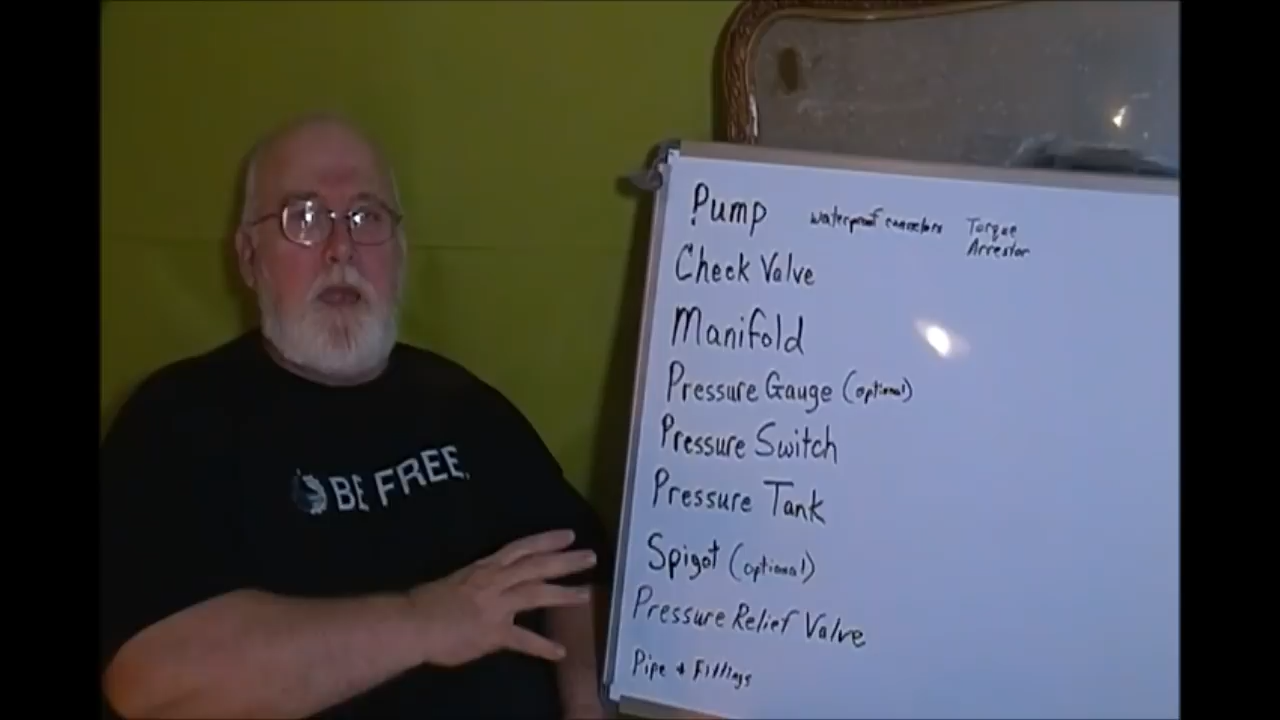 BE FREE.
Pump waterproof connectors Torque
Arrestor
Check Valve
Manifold
Pressure Gauge (optional)
Pressure Switch
Pressure Tank
Spigot (optional)
Pressure Relief Valve
Pipe + Fittings